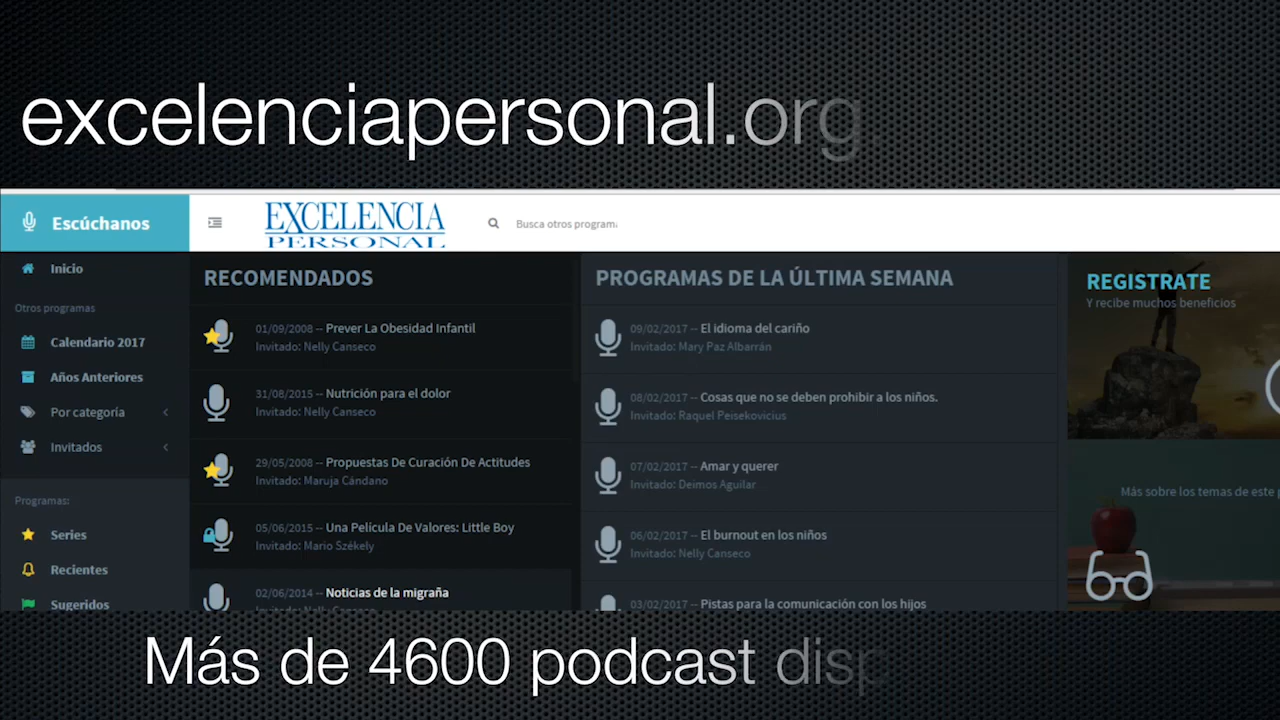 excelenciapersonal.org
Escúchanos
EXCELENCIA
PERSONAL
Busca otros program
Inicio
Otros programas
Calendario 2017
Años Anteriores
Por categoría
Invitados
Programas:
Series
Recientes
Sugeridos
RECOMENDADOS
01/09/2008 -- Prever La Obesidad Infantil
Invitado: Nelly Canseco
31/08/2015 -- Nutrición para el dolor
Invitado: Nelly Canseco
29/05/2008 -- Propuestas De Curación De Actitudes
Invitado: Maruja Cándano
05/06/2015 -- Una Película De Valores: Little Boy
Invitado: Mario Székely
02/06/2014 -- Noticias de la migraña
Invitado: Nelly Canseco
PROGRAMAS DE LA ÚLTIMA SEMANA
09/02/2017 -- El idioma del cariño
Invitado: Mary Paz Albarrán
08/02/2017 -- Cosas que no se deben prohibir a los niños.
Invitado: Raquel Peisekovicius
07/02/2017 -- Amar y querer
Invitado: Deimos Aguilar
06/02/2017 -- El burnout en los niños
Invitado: Nelly Canseco
03/02/2017 -- Pistas para la comunicación con los hijos
REGISTRATE
Y recibe muchos beneficios
Más sobre los temas de este
Más de 4600 podcast disp